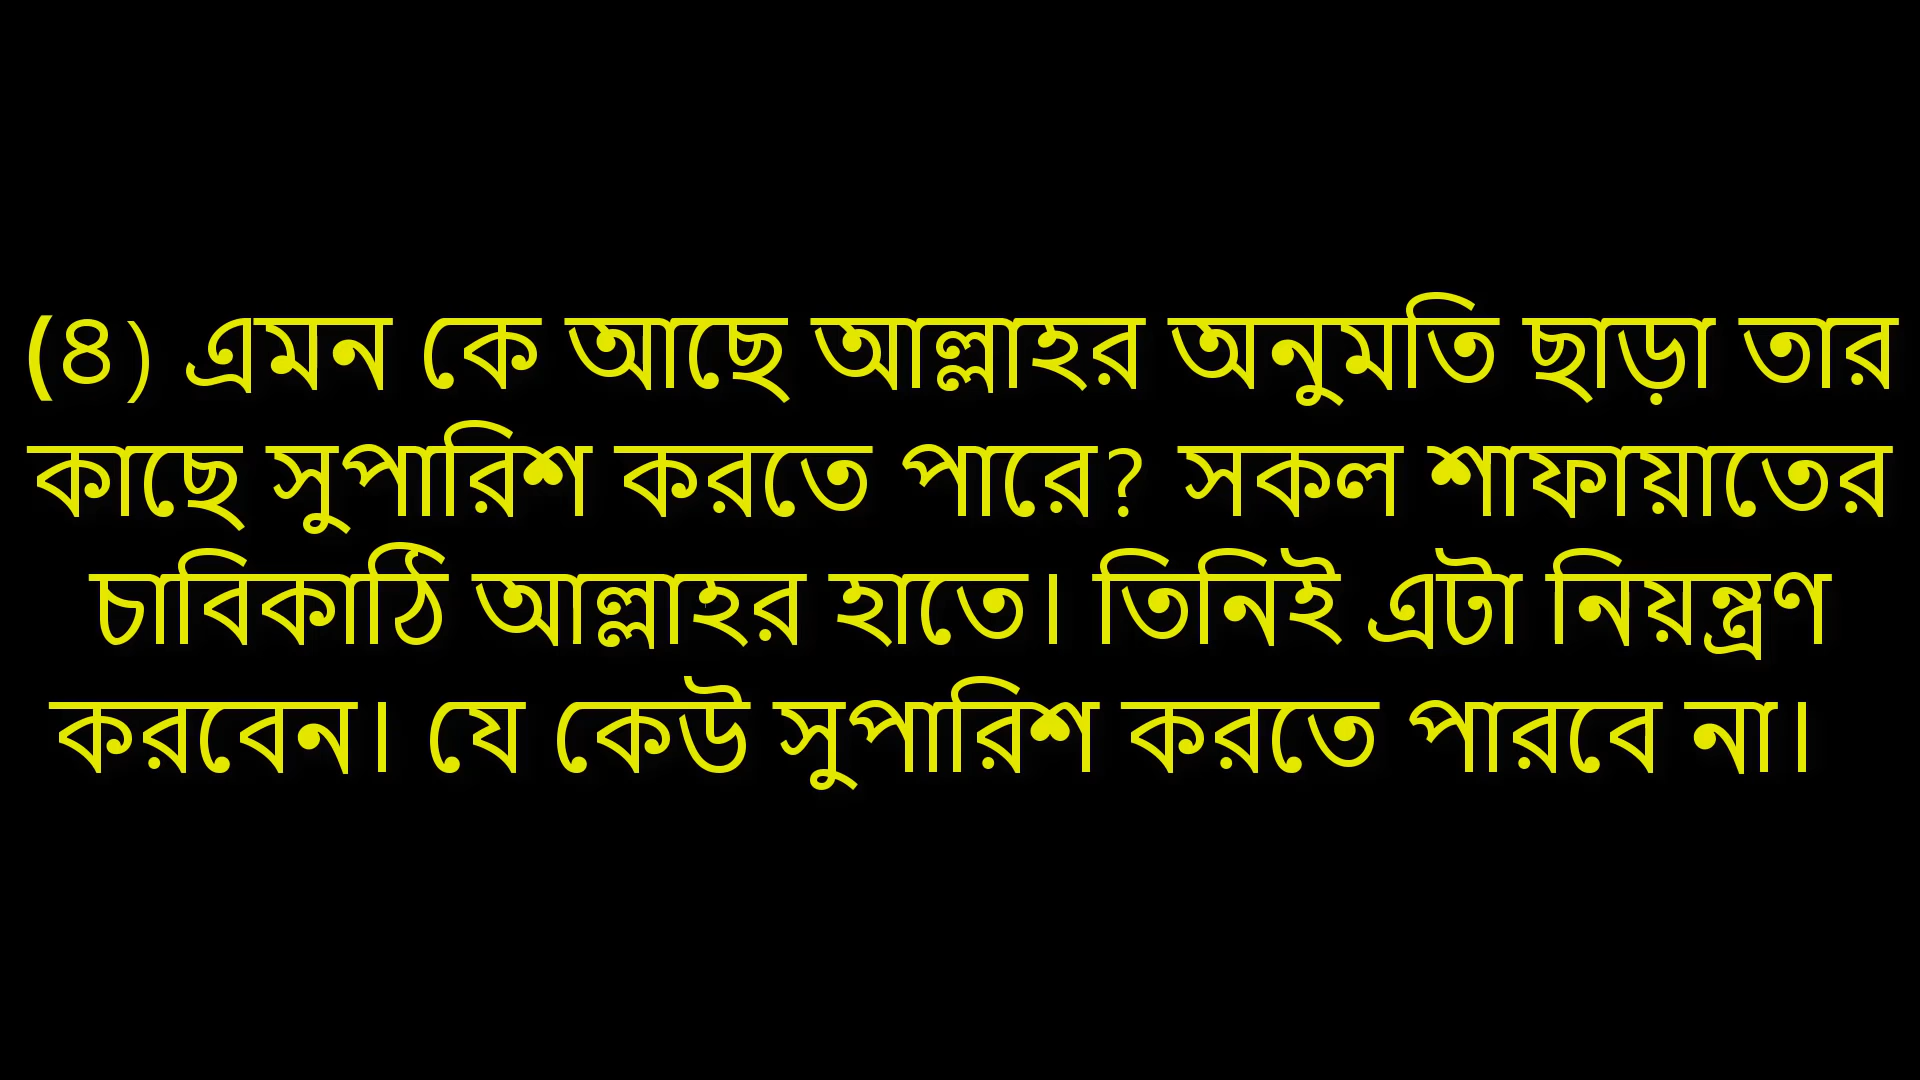 (৪) এমন কে আছে আল্লাহর অনুমতি ছাড়া তার
কাছে সুপারিশ করতে পারে? সকল শাফায়াতের
চাবিকাঠি আল্লাহর হাতে। তিনিই এটা নিয়ন্ত্রণ
করবেন। যে কেউ সুপারিশ করতে পারবে না।